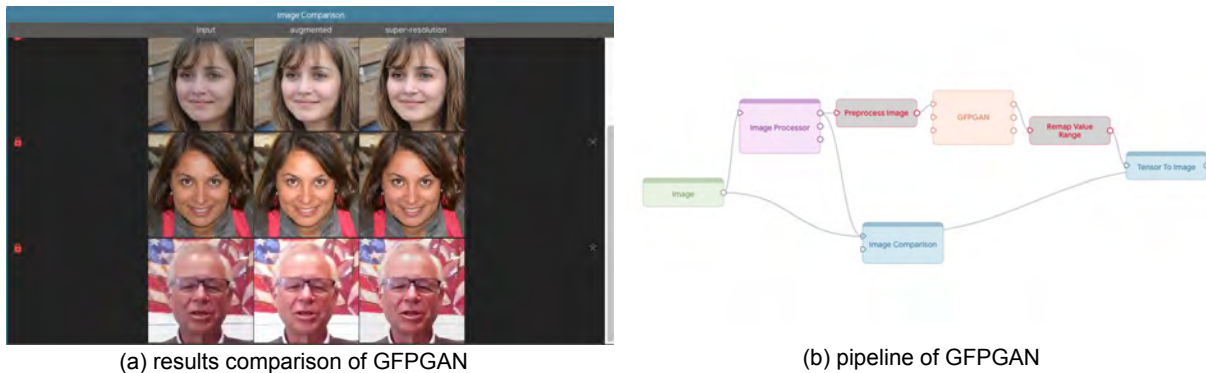 Image Comparison
input augmented super-resolution
Image
Image Processor
Preprocess Image
GFPGAN
Remap Value
Range
Tensor To Image
Image Comparison
(a) results comparison of GFPGAN
(b) pipeline of GFPGAN